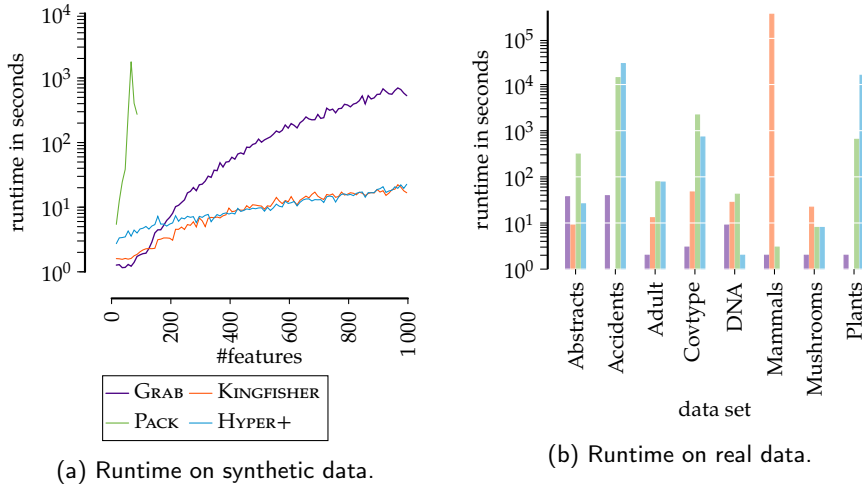 10^4
10^3
10^2
10^1
10^0
runtime in seconds
0
200
400
600
800
1 000
#features
GRAB
KINGFISHER
PACK
HYPER+
(a) Runtime on synthetic data.
10^5
10^4
10^3
10^2
10^1
10^0
runtime in seconds
Abstracts
Accidents
Adult
Covtype
DNA
Mammals
Mushrooms
Plants
data set
(b) Runtime on real data.